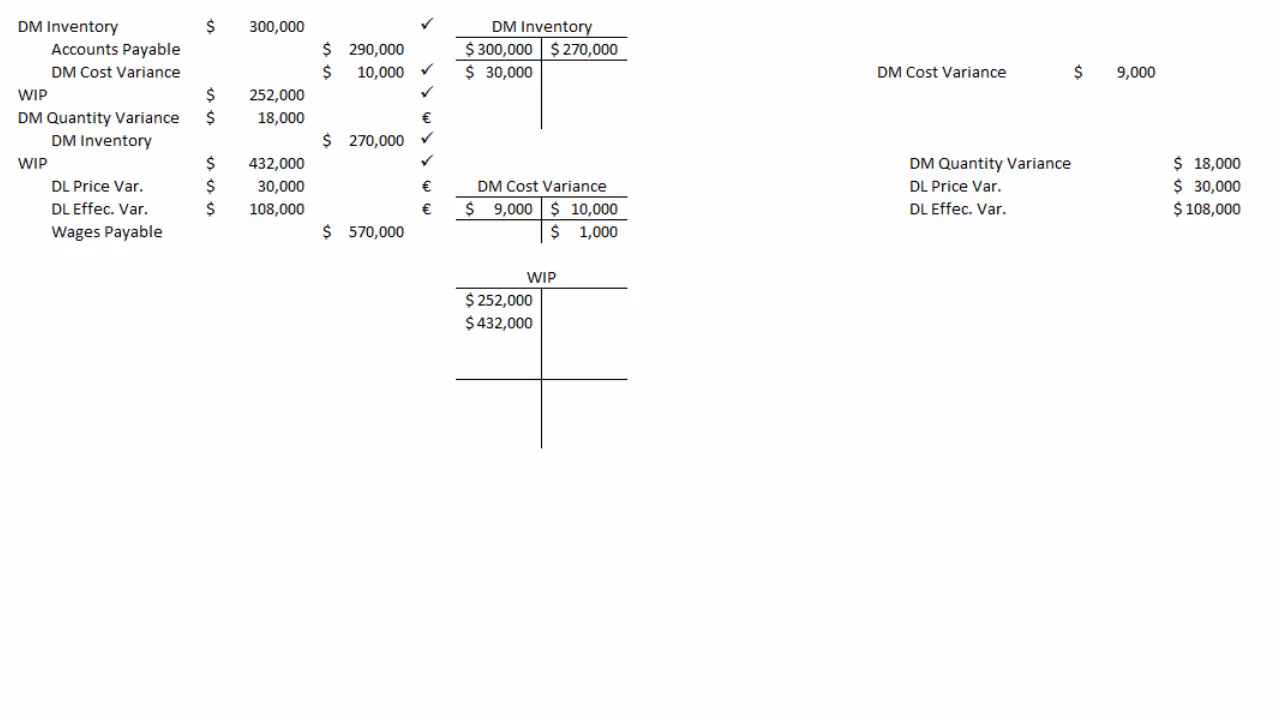 DM Inventory $ 300,000 ✓
Accounts Payable $ 290,000
DM Cost Variance $ 10,000 ✓
WIP $ 252,000 ✓
DM Quantity Variance $ 18,000 €
DM Inventory $ 270,000 ✓
WIP $ 432,000 ✓
DL Price Var. $ 30,000 €
DL Effec. Var. $ 108,000 €
Wages Payable $ 570,000
DM Inventory
$ 300,000 $ 270,000
$ 30,000
DM Cost Variance
$ 9,000 $ 10,000
$ 1,000
WIP
$ 252,000
$ 432,000
DM Cost Variance $ 9,000
DM Quantity Variance $ 18,000
DL Price Var. $ 30,000
DL Effec. Var. $ 108,000